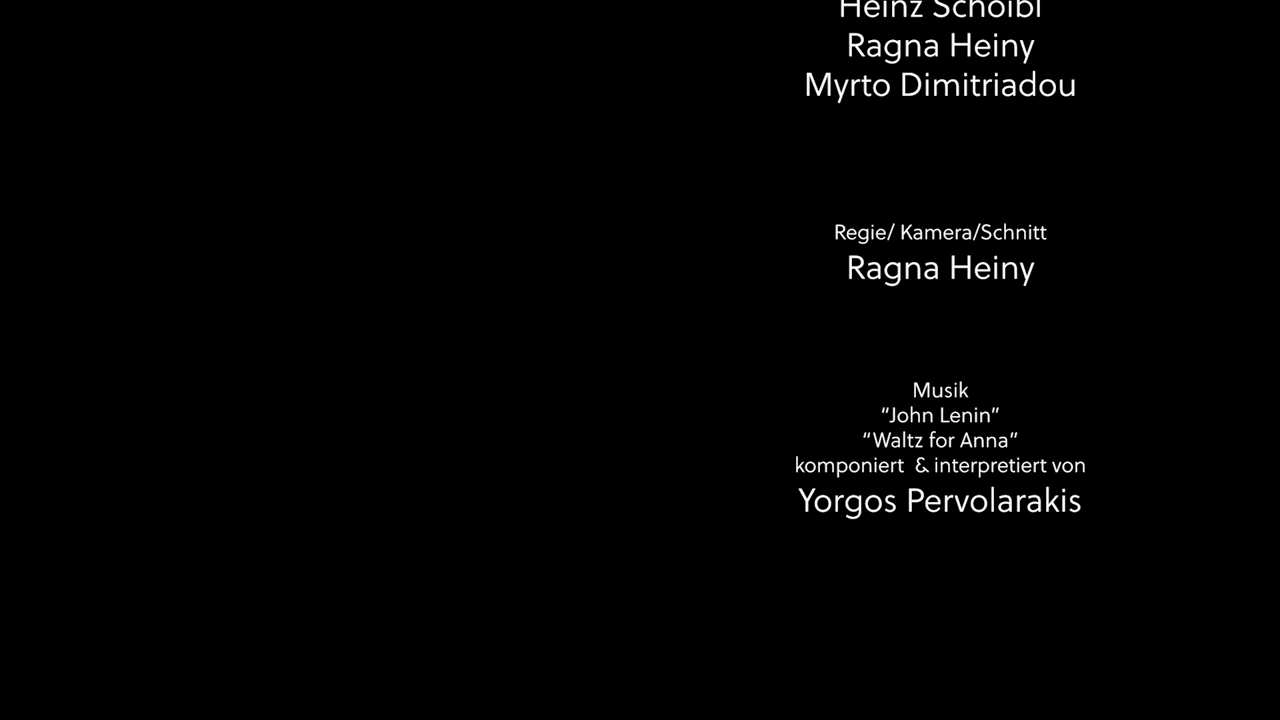 Heinz Schoibl
Ragna Heiny
Myrto Dimitriadou
Regie/ Kamera/Schnitt
Ragna Heiny
Musik
“John Lenin”
“Waltz for Anna”
komponiert & interpretiert von
Yorgos Pervolarakis